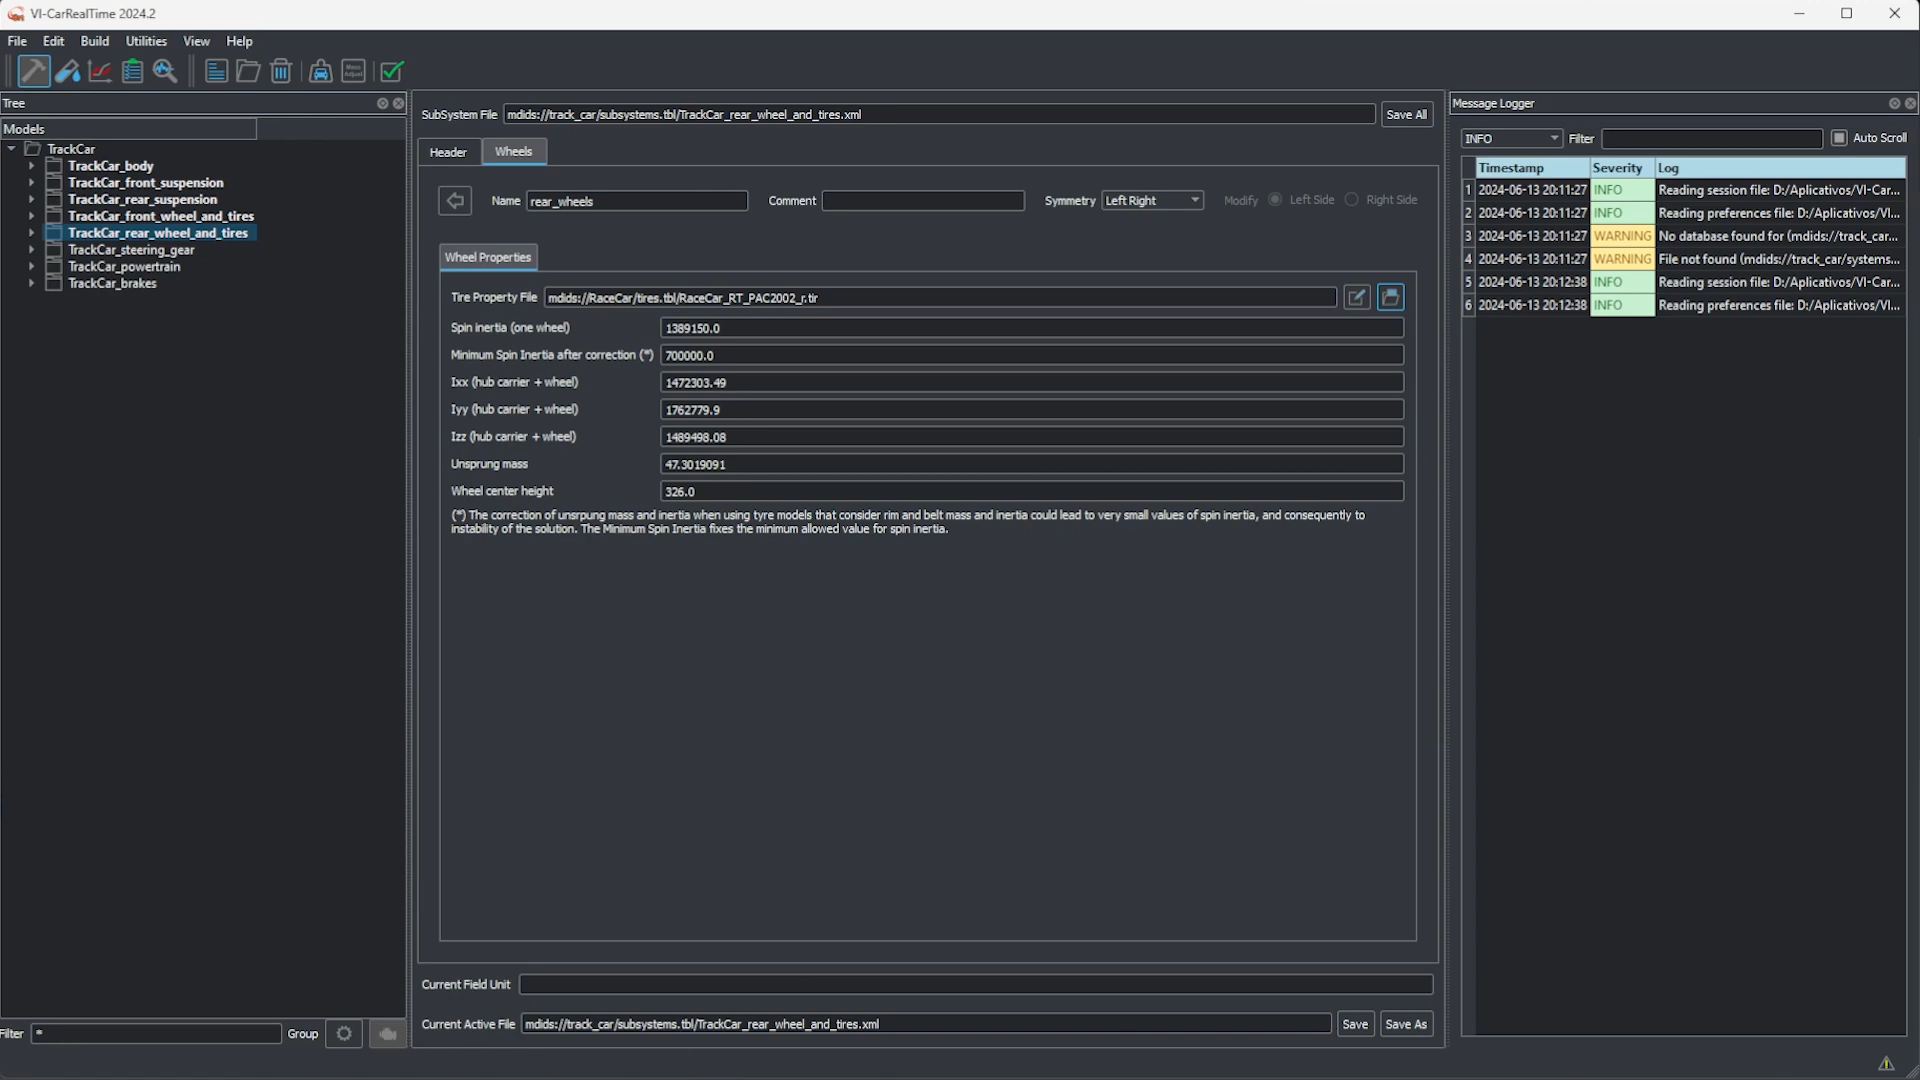 VI-CarRealTime 2024.2
File Edit Build Utilities View Help
Tree
Models
TrackCar
TrackCar_body
TrackCar_front_suspension
TrackCar_rear_suspension
TrackCar_front_wheel_and_tires
TrackCar_rear_wheel_and_tires
TrackCar_steering_gear
TrackCar_powertrain
TrackCar_brakes
Filter * Group
SubSystem File mdids://track_car/subsystems.tbl/TrackCar_rear_wheel_and_tires.xml Save All
Header Wheels
Name rear_wheels Comment Symmetry Left Right Modify Left Side Right Side
Wheel Properties
Tire Property File mdids://RaceCar/tires.tbl/RaceCar_RT_PAC2002_r.tir
Spin inertia (one wheel) 1389150.0
Minimum Spin Inertia after correction (*) 700000.0
Ixx (hub carrier + wheel) 1472303.49
Iyy (hub carrier + wheel) 1762779.9
Izz (hub carrier + wheel) 1489498.08
Unsprung mass 47.3019091
Wheel center height 326.0
(*) The correction of unsrpung mass and inertia when using tyre models that consider rim and belt mass and inertia could lead to very small values of spin inertia, and consequently to
instability of the solution. The Minimum Spin Inertia fixes the minimum allowed value for spin inertia.
Current Field Unit
Current Active File mdids://track_car/subsystems.tbl/TrackCar_rear_wheel_and_tires.xml Save Save As
Message Logger
INFO Filter Auto Scroll
Timestamp Severity Log
1 2024-06-13 20:11:27 INFO Reading session file: D:/Aplicativos/VI-Car...
2 2024-06-13 20:11:27 INFO Reading preferences file: D:/Aplicativos/VI...
3 2024-06-13 20:11:27 WARNING No database found for (mdids://track_car...
4 2024-06-13 20:11:27 WARNING File not found (mdids://track_car/systems...
5 2024-06-13 20:12:38 INFO Reading session file: D:/Aplicativos/VI-Car...
6 2024-06-13 20:12:38 INFO Reading preferences file: D:/Aplicativos/VI...